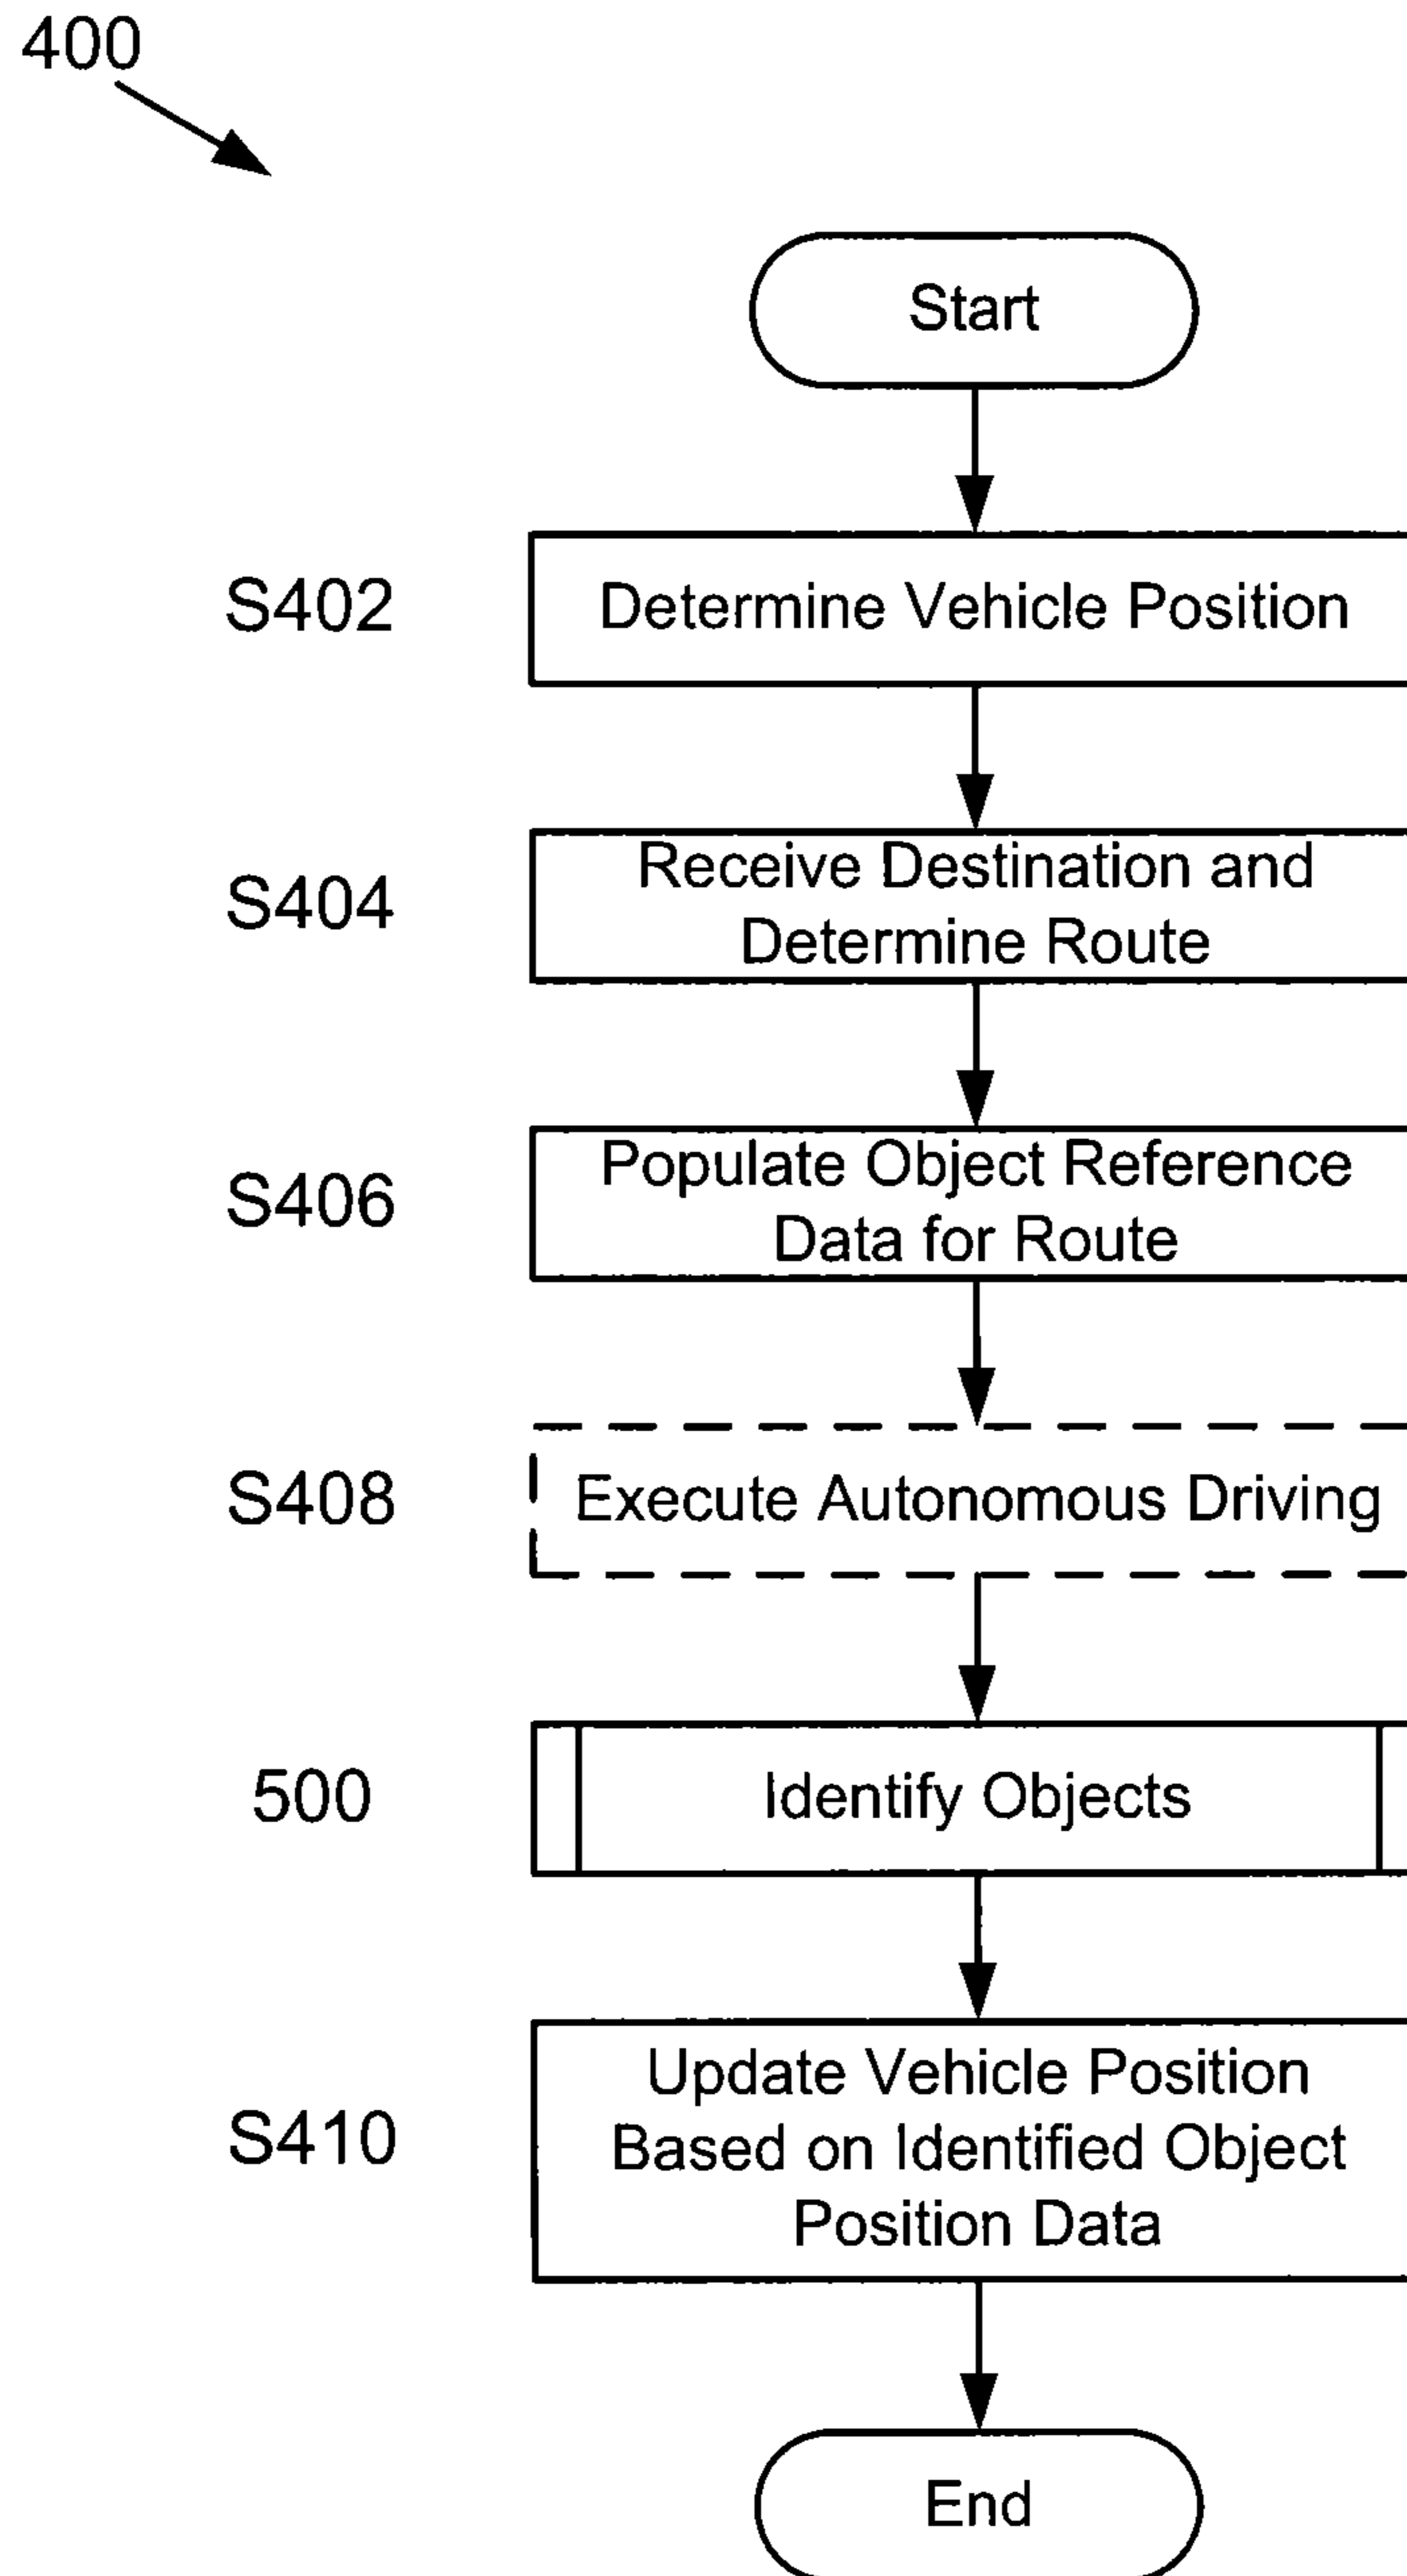 400
Start
S402
Determine Vehicle Position
S404
Receive Destination and
Determine Route
S406
Populate Object Reference
Data for Route
S408
Execute Autonomous Driving
500
Identify Objects
S410
Update Vehicle Position
Based on Identified Object
Position Data
End